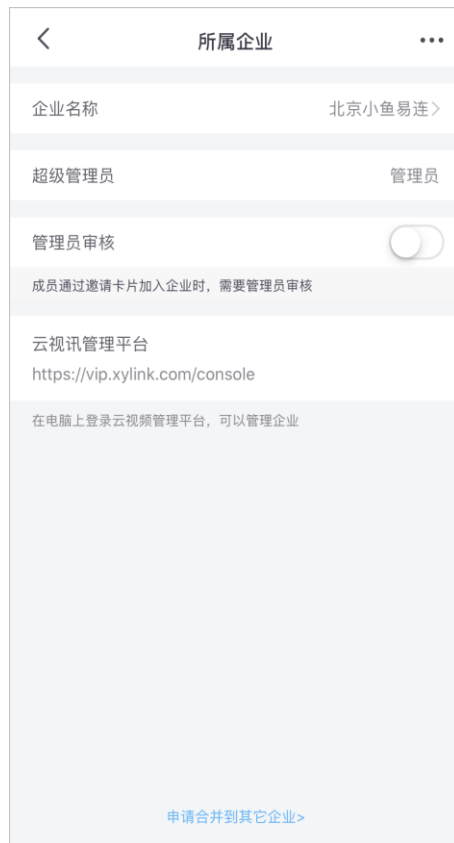 所属企业
企业名称 北京小鱼易连>
超级管理员 管理员
管理员审核
成员通过邀请卡片加入企业时，需要管理员审核
云视讯管理平台
https://vip.xylink.com/console
在电脑上登录云视频管理平台，可以管理企业
申请合并到其它企业>